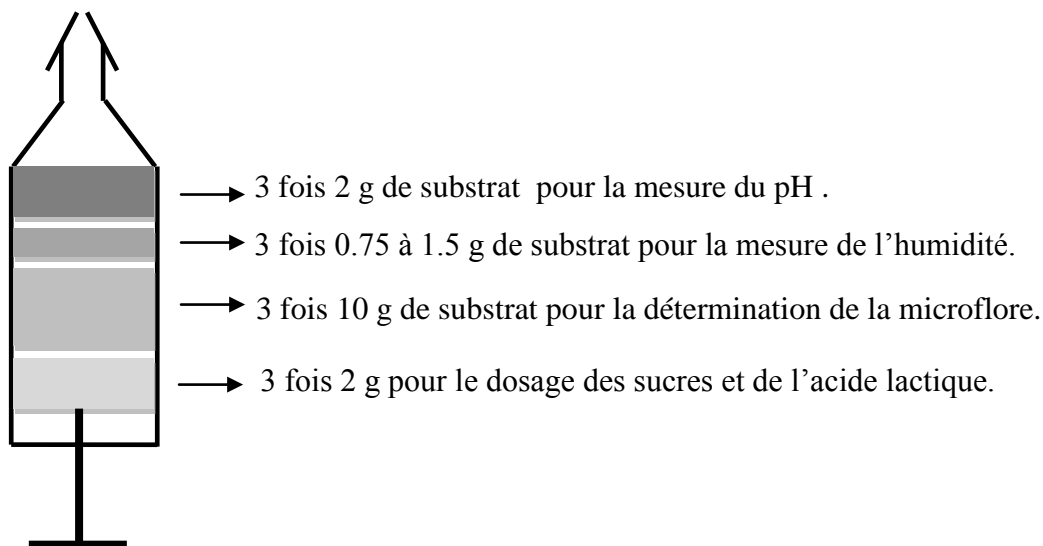 3 fois 2 g de substrat pour la mesure du pH .
3 fois 0.75 à 1.5 g de substrat pour la mesure de l’humidité.
3 fois 10 g de substrat pour la détermination de la microflore.
3 fois 2 g pour le dosage des sucres et de l’acide lactique.